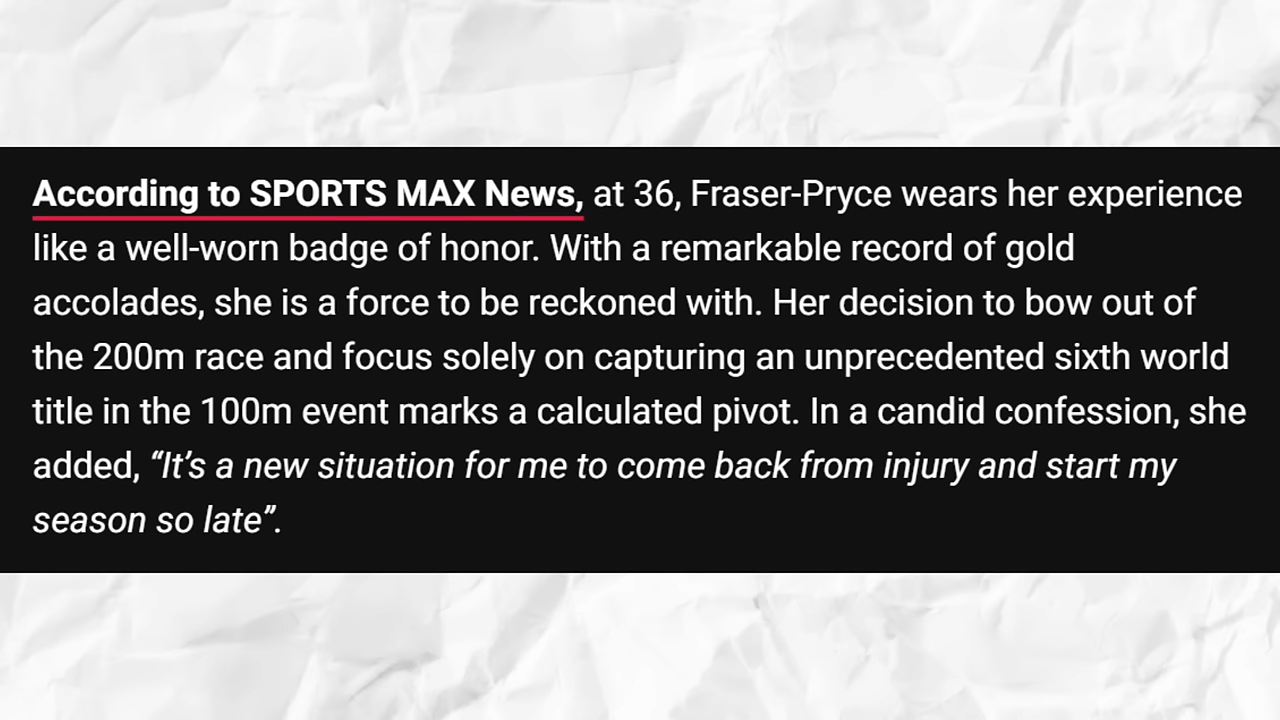 According to SPORTS MAX News, at 36, Fraser-Pryce wears her experience
like a well-worn badge of honor. With a remarkable record of gold
accolades, she is a force to be reckoned with. Her decision to bow out of
the 200m race and focus solely on capturing an unprecedented sixth world
title in the 100m event marks a calculated pivot. In a candid confession, she
added, “It’s a new situation for me to come back from injury and start my
season so late”.